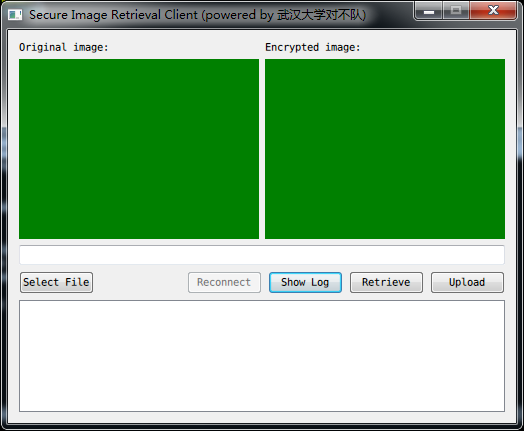 Secure Image Retrieval Client (powered by 武汉大学对不队)
Original image: Encrypted image:
Select File Reconnect Show Log Retrieve Upload